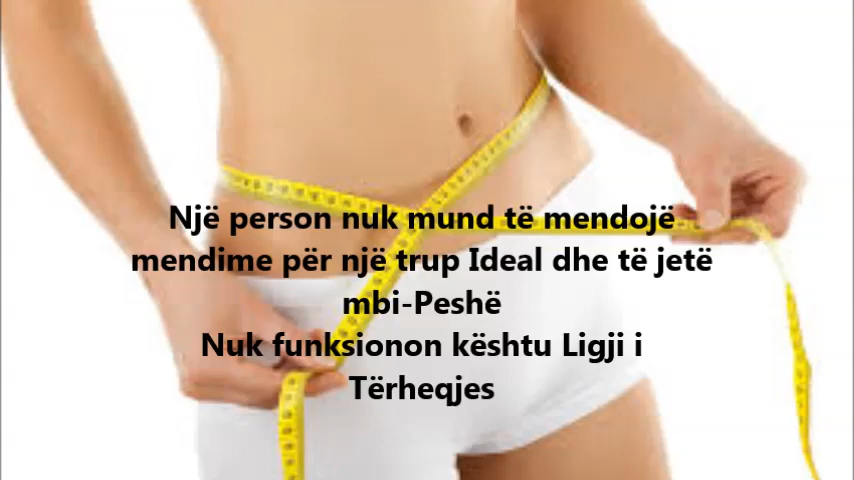 Një person nuk mund të mendojë
mendime për një trup Ideal dhe të jetë
mbi-Peshë
Nuk funksionon kështu Ligji i
Tërheqjes